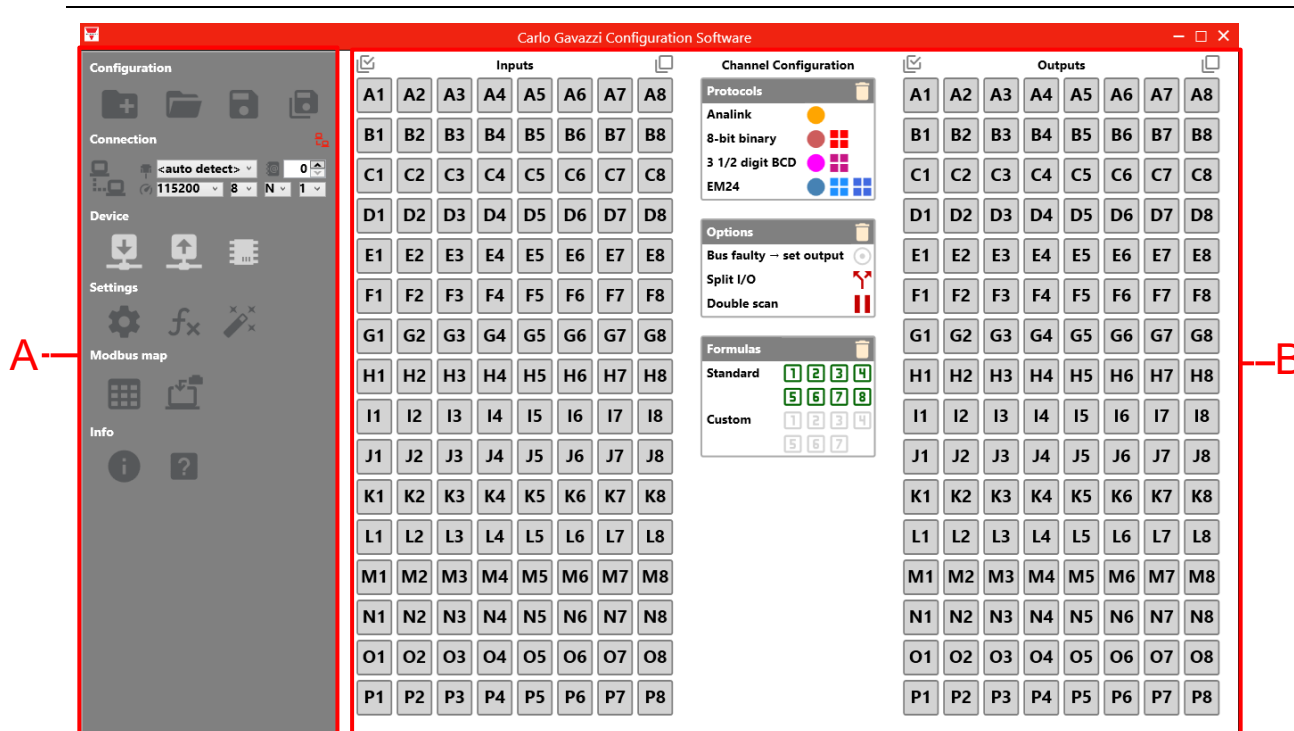 Carlo Gavazzi Configuration Software
A
B
Configuration
Connection
<auto detect> 0
115200 8 N 1
Device
Settings
fx
Modbus map
Info
i ?
Inputs
A1 A2 A3 A4 A5 A6 A7 A8
B1 B2 B3 B4 B5 B6 B7 B8
C1 C2 C3 C4 C5 C6 C7 C8
D1 D2 D3 D4 D5 D6 D7 D8
E1 E2 E3 E4 E5 E6 E7 E8
F1 F2 F3 F4 F5 F6 F7 F8
G1 G2 G3 G4 G5 G6 G7 G8
H1 H2 H3 H4 H5 H6 H7 H8
I1 I2 I3 I4 I5 I6 I7 I8
J1 J2 J3 J4 J5 J6 J7 J8
K1 K2 K3 K4 K5 K6 K7 K8
L1 L2 L3 L4 L5 L6 L7 L8
M1 M2 M3 M4 M5 M6 M7 M8
N1 N2 N3 N4 N5 N6 N7 N8
O1 O2 O3 O4 O5 O6 O7 O8
P1 P2 P3 P4 P5 P6 P7 P8
Channel Configuration
Protocols
Analink
8-bit binary
3 1/2 digit BCD
EM24
Options
Bus faulty → set output
Split I/O
Double scan
Formulas
Standard 1 2 3 4
5 6 7 8
Custom 1 2 3 4
5 6 7
Outputs
A1 A2 A3 A4 A5 A6 A7 A8
B1 B2 B3 B4 B5 B6 B7 B8
C1 C2 C3 C4 C5 C6 C7 C8
D1 D2 D3 D4 D5 D6 D7 D8
E1 E2 E3 E4 E5 E6 E7 E8
F1 F2 F3 F4 F5 F6 F7 F8
G1 G2 G3 G4 G5 G6 G7 G8
H1 H2 H3 H4 H5 H6 H7 H8
I1 I2 I3 I4 I5 I6 I7 I8
J1 J2 J3 J4 J5 J6 J7 J8
K1 K2 K3 K4 K5 K6 K7 K8
L1 L2 L3 L4 L5 L6 L7 L8
M1 M2 M3 M4 M5 M6 M7 M8
N1 N2 N3 N4 N5 N6 N7 N8
O1 O2 O3 O4 O5 O6 O7 O8
P1 P2 P3 P4 P5 P6 P7 P8